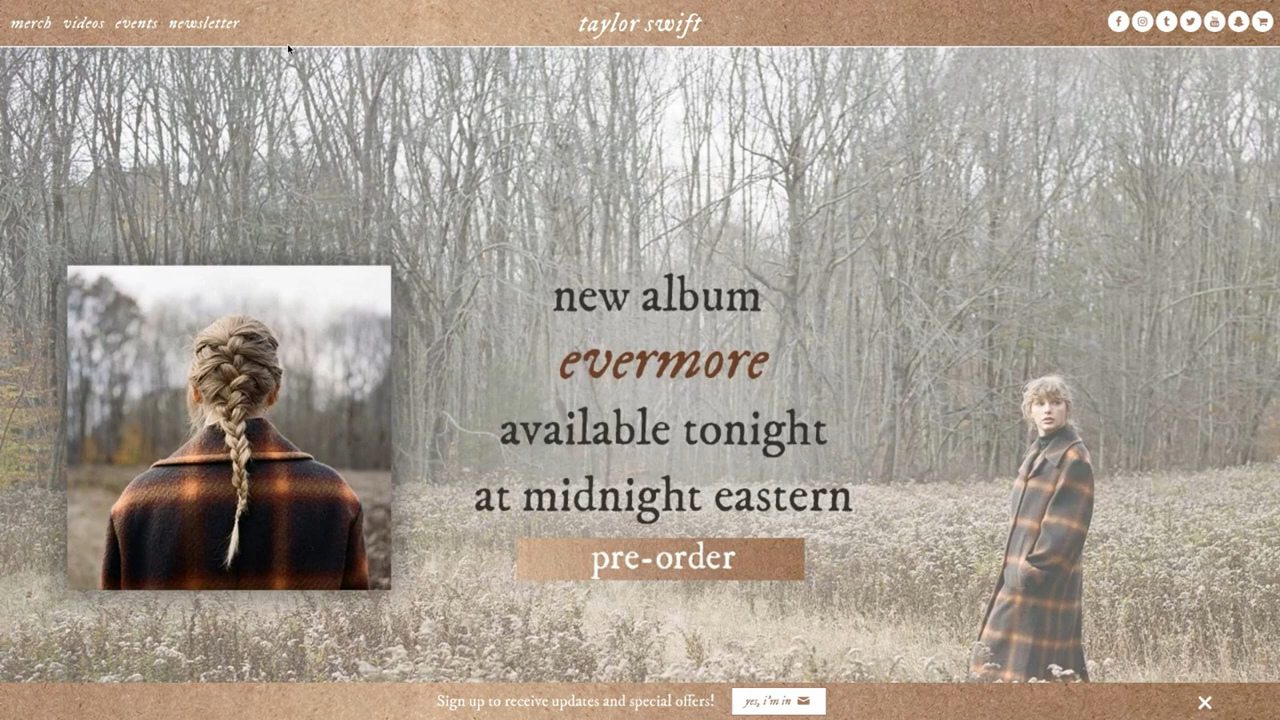 merch videos events newsletter
taylor swift
new album
evermore
available tonight
at midnight eastern
pre-order
Sign up to receive updates and special offers!
yes, i'm in